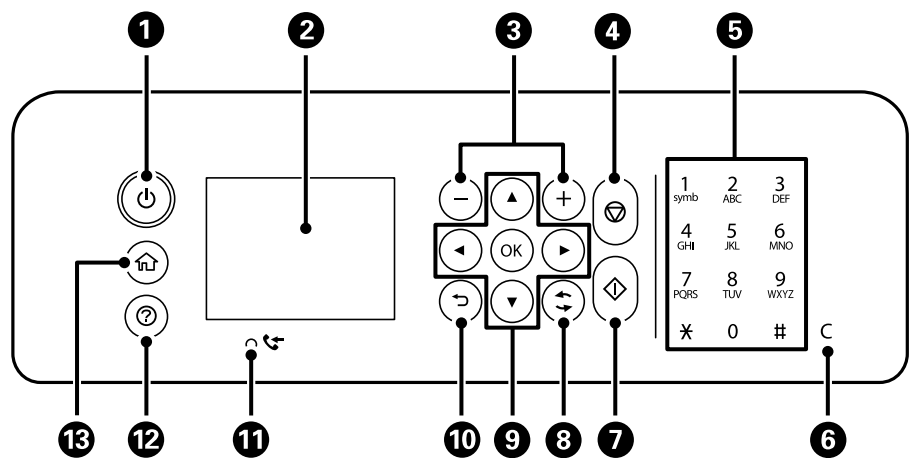 1 2 3 4 5
1 2 3
symb ABC DEF
4 5 6
GHI JKL MNO
OK
7 8 9
PQRS TUV WXYZ
* 0 # C
13 12 11 10 9 8 7 6